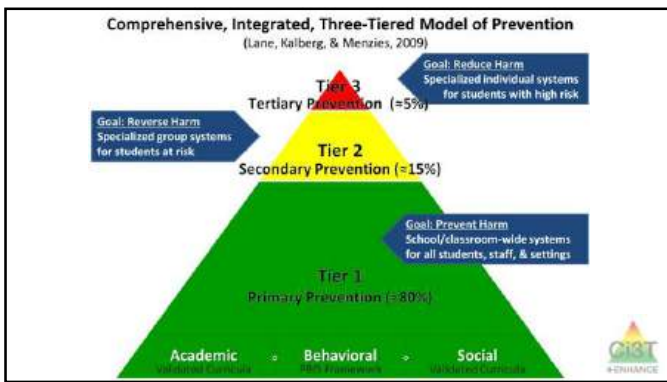 Comprehensive, Integrated, Three-Tiered Model of Prevention
(Lane, Kalberg, & Menzies, 2009)
Goal: Reduce Harm
Specialized individual systems
for students with high risk
Tier 3
Tertiary Prevention (≈5%)
Goal: Reverse Harm
Specialized group systems
for students at risk
Tier 2
Secondary Prevention (≈15%)
Goal: Prevent Harm
School/classroom-wide systems
for all students, staff, & settings
Tier 1
Primary Prevention (≈80%)
Academic ◦ Behavioral ◦ Social
Validated Curricula PBIS Framework Validated Curricula
Ci3T
ENHANCE